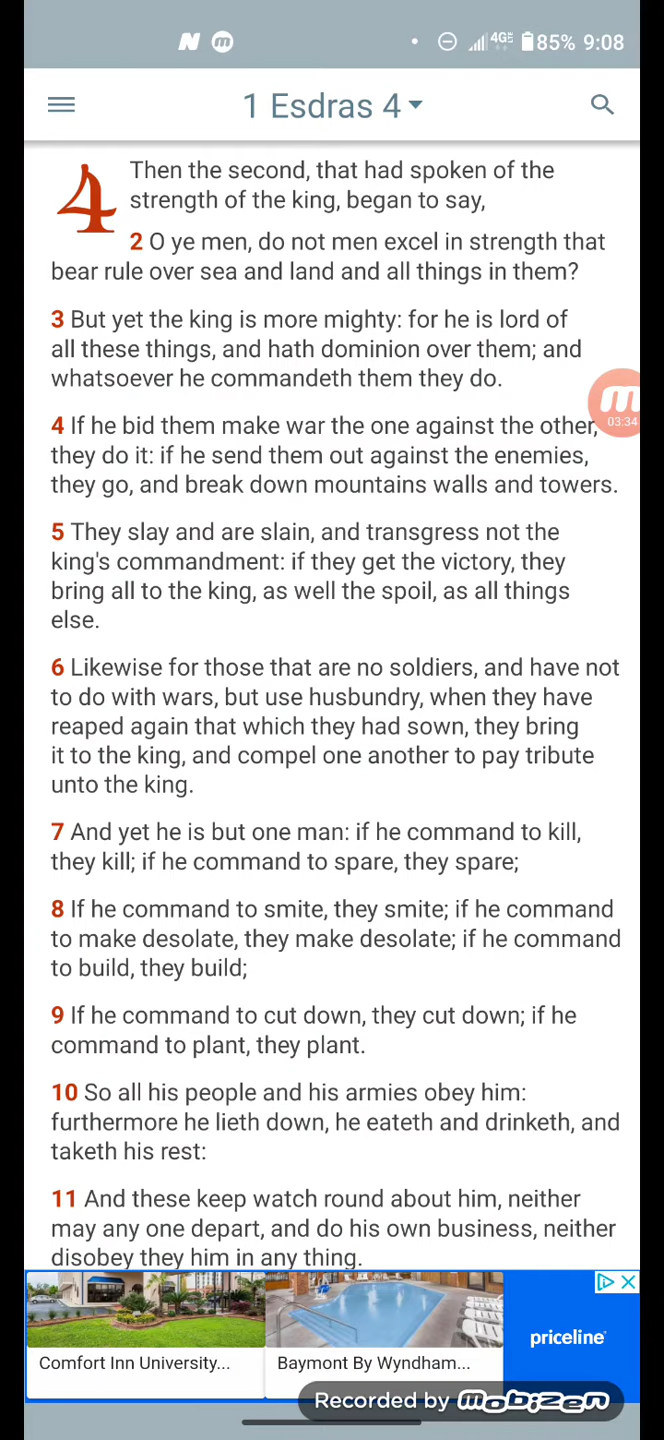 N m 4GE 85% 9:08
1 Esdras 4
4 Then the second, that had spoken of the
strength of the king, began to say,
2 O ye men, do not men excel in strength that
bear rule over sea and land and all things in them?
3 But yet the king is more mighty: for he is lord of
all these things, and hath dominion over them; and
whatsoever he commandeth them they do.
m
03:34
4 If he bid them make war the one against the other,
they do it: if he send them out against the enemies,
they go, and break down mountains walls and towers.
5 They slay and are slain, and transgress not the
king's commandment: if they get the victory, they
bring all to the king, as well the spoil, as all things
else.
6 Likewise for those that are no soldiers, and have not
to do with wars, but use husbundry, when they have
reaped again that which they had sown, they bring
it to the king, and compel one another to pay tribute
unto the king.
7 And yet he is but one man: if he command to kill,
they kill; if he command to spare, they spare;
8 If he command to smite, they smite; if he command
to make desolate, they make desolate; if he command
to build, they build;
9 If he command to cut down, they cut down; if he
command to plant, they plant.
10 So all his people and his armies obey him:
furthermore he lieth down, he eateth and drinketh, and
taketh his rest:
11 And these keep watch round about him, neither
may any one depart, and do his own business, neither
disobey they him in any thing.
priceline
Comfort Inn University... Baymont By Wyndham...
Recorded by mobizen